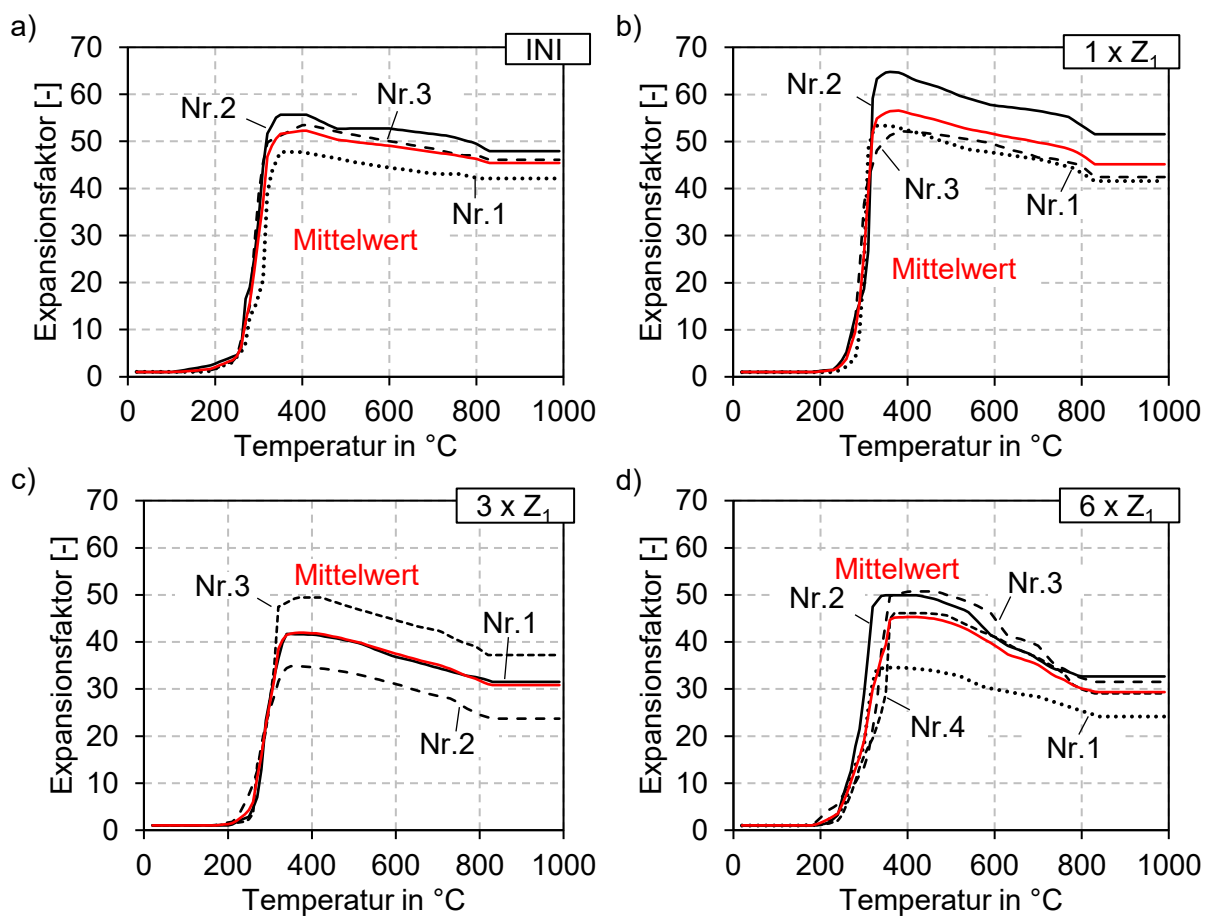 a)
INI
Expansionsfaktor [-]
70
60
50
40
30
20
10
0
Nr.2
Nr.3
Nr.1
Mittelwert
0 200 400 600 800 1000
Temperatur in °C
b)
1 x Z1
Expansionsfaktor [-]
70
60
50
40
30
20
10
0
Nr.2
Nr.3
Nr.1
Mittelwert
0 200 400 600 800 1000
Temperatur in °C
c)
3 x Z1
Expansionsfaktor [-]
70
60
50
40
30
20
10
0
Mittelwert
Nr.3
Nr.1
Nr.2
0 200 400 600 800 1000
Temperatur in °C
d)
6 x Z1
Expansionsfaktor [-]
70
60
50
40
30
20
10
0
Mittelwert
Nr.2
Nr.3
Nr.4
Nr.1
0 200 400 600 800 1000
Temperatur in °C